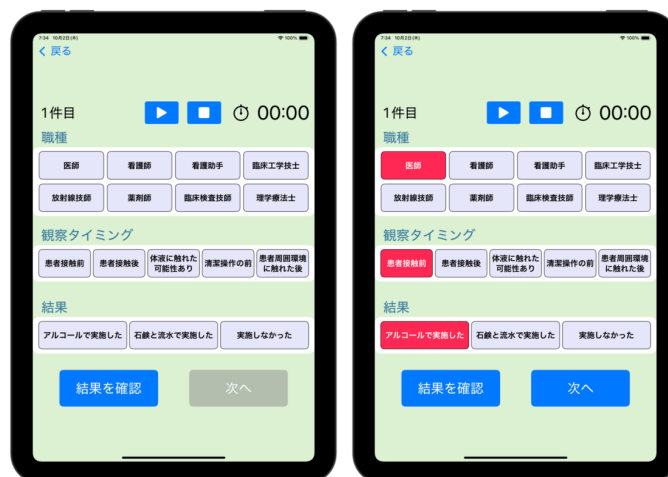 7:34 10月2日(水)
100%
戻る
1件目
00:00
職種
医師
看護師
看護助手
臨床工学技士
放射線技師
薬剤師
臨床検査技師
理学療法士
観察タイミング
患者接触前
患者接触後
体液に触れた
可能性あり
清潔操作の前
患者周囲環境
に触れた後
結果
アルコールで実施した
石鹸と流水で実施した
実施しなかった
結果を確認
次へ
7:34 10月2日(水)
100%
戻る
1件目
00:00
職種
医師
看護師
看護助手
臨床工学技士
放射線技師
薬剤師
臨床検査技師
理学療法士
観察タイミング
患者接触前
患者接触後
体液に触れた
可能性あり
清潔操作の前
患者周囲環境
に触れた後
結果
アルコールで実施した
石鹸と流水で実施した
実施しなかった
結果を確認
次へ